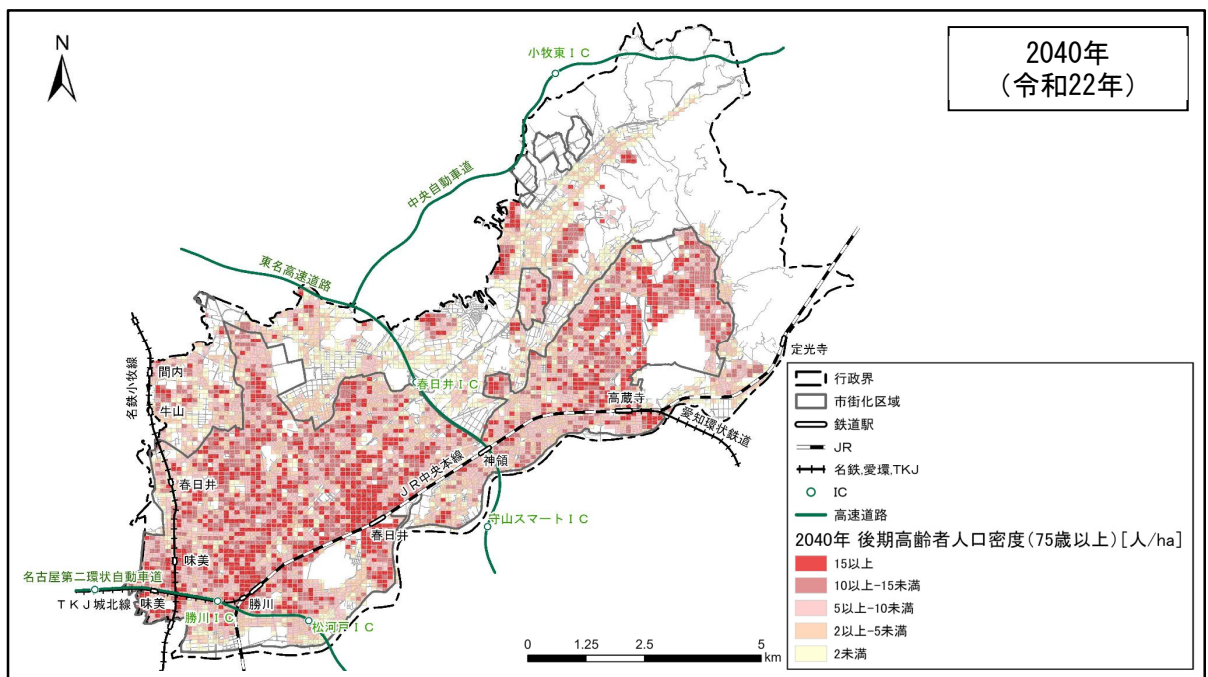 N
2040年
(令和22年)
小牧東IC
中央自動車道
東名高速道路
定光寺
名鉄小牧線
間内
牛山
春日井IC
高蔵寺
愛知環状鉄道
神領
JR中央本線
春日井
守山スマートIC
春日井
味美
名古屋第二環状自動車道
TKJ城北線
味美
勝川
勝川IC
松河戸IC
行政界
市街化区域
鉄道駅
JR
名鉄,愛環,TKJ
IC
高速道路
2040年 後期高齢者人口密度(75歳以上)[人/ha]
15以上
10以上-15未満
5以上-10未満
2以上-5未満
2未満
0 1.25 2.5 5
km